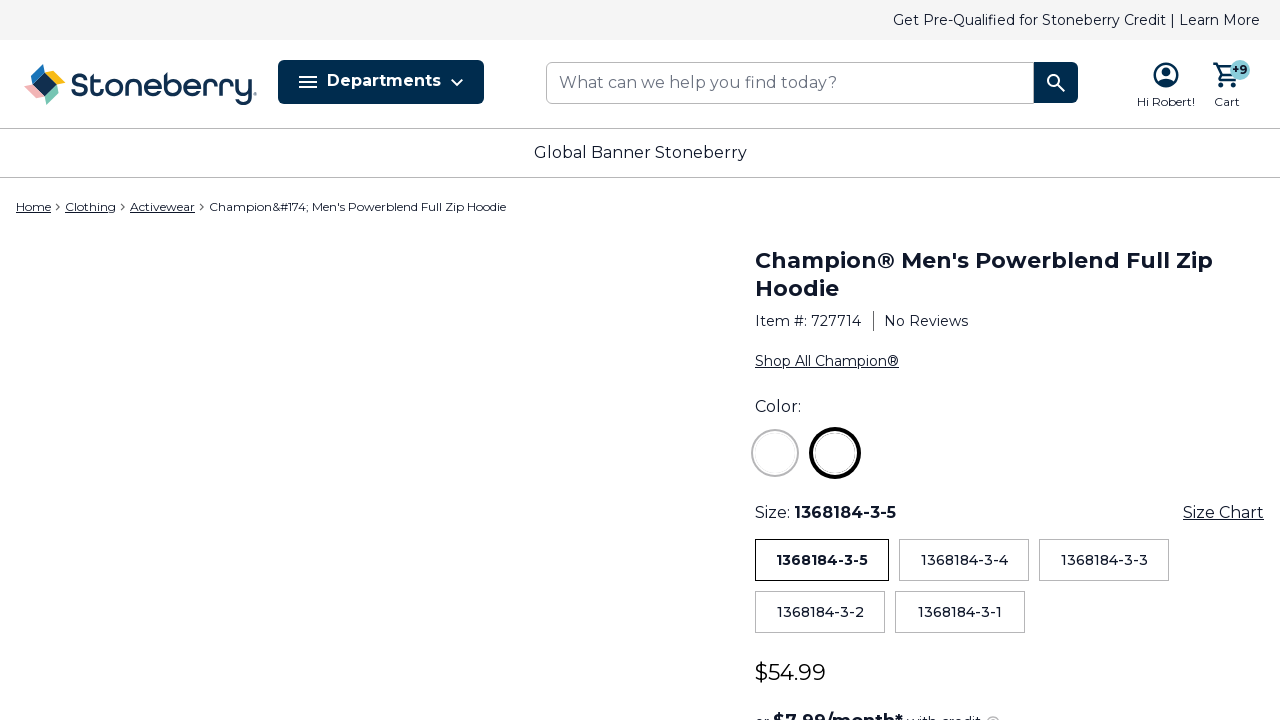 Get Pre-Qualified for Stoneberry Credit | Learn More
Stoneberry
Departments
What can we help you find today?
Hi Robert!
+9
Cart
Global Banner Stoneberry
Home > Clothing > Activewear > Champion&#174; Men's Powerblend Full Zip Hoodie
Champion® Men's Powerblend Full Zip
Hoodie
Item #: 727714 | No Reviews
Shop All Champion®
Color:
Size: 1368184-3-5 Size Chart
1368184-3-5 1368184-3-4 1368184-3-3
1368184-3-2 1368184-3-1
$54.99
or $7.99/month* with credit